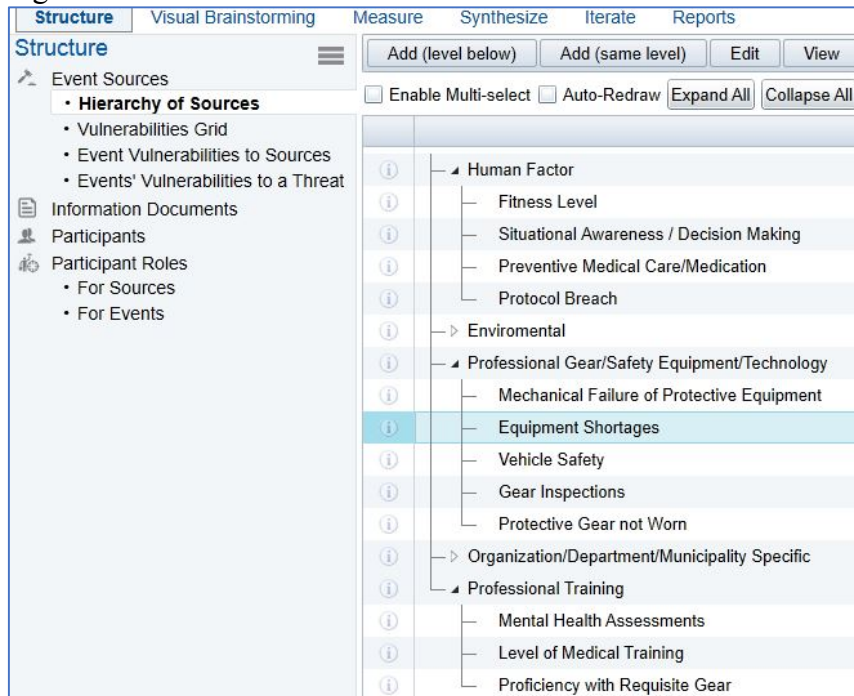 Structure Visual Brainstorming Measure Synthesize Iterate Reports
Structure
Event Sources
• Hierarchy of Sources
• Vulnerabilities Grid
• Event Vulnerabilities to Sources
• Events' Vulnerabilities to a Threat
Information Documents
Participants
Participant Roles
• For Sources
• For Events
Add (level below) Add (same level) Edit View
Enable Multi-select Auto-Redraw Expand All Collapse All
Human Factor
Fitness Level
Situational Awareness / Decision Making
Preventive Medical Care/Medication
Protocol Breach
Enviromental
Professional Gear/Safety Equipment/Technology
Mechanical Failure of Protective Equipment
Equipment Shortages
Vehicle Safety
Gear Inspections
Protective Gear not Worn
Organization/Department/Municipality Specific
Professional Training
Mental Health Assessments
Level of Medical Training
Proficiency with Requisite Gear